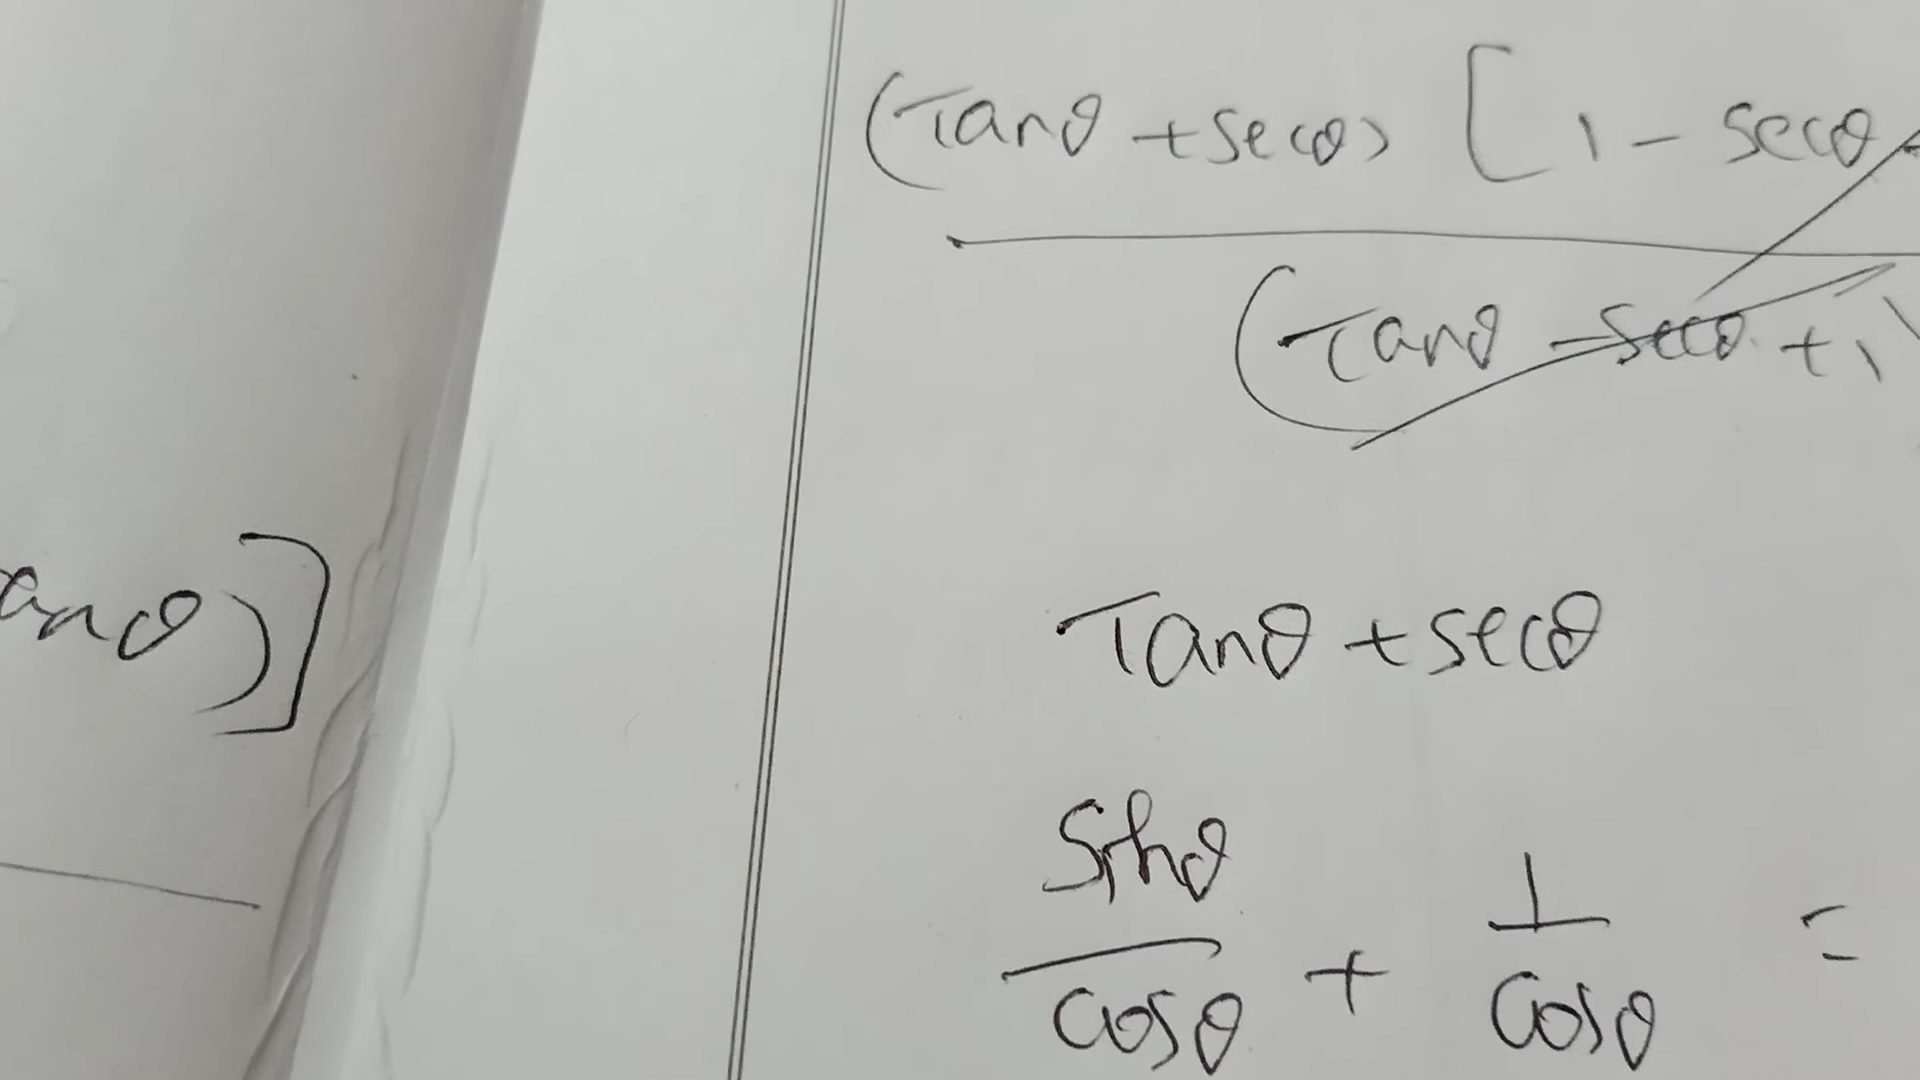 (Tanθ + secθ) [1 - secθ
(Tanθ - secθ + 1)
anθ)]
Tanθ + secθ
sinθ/cosθ + 1/cosθ =